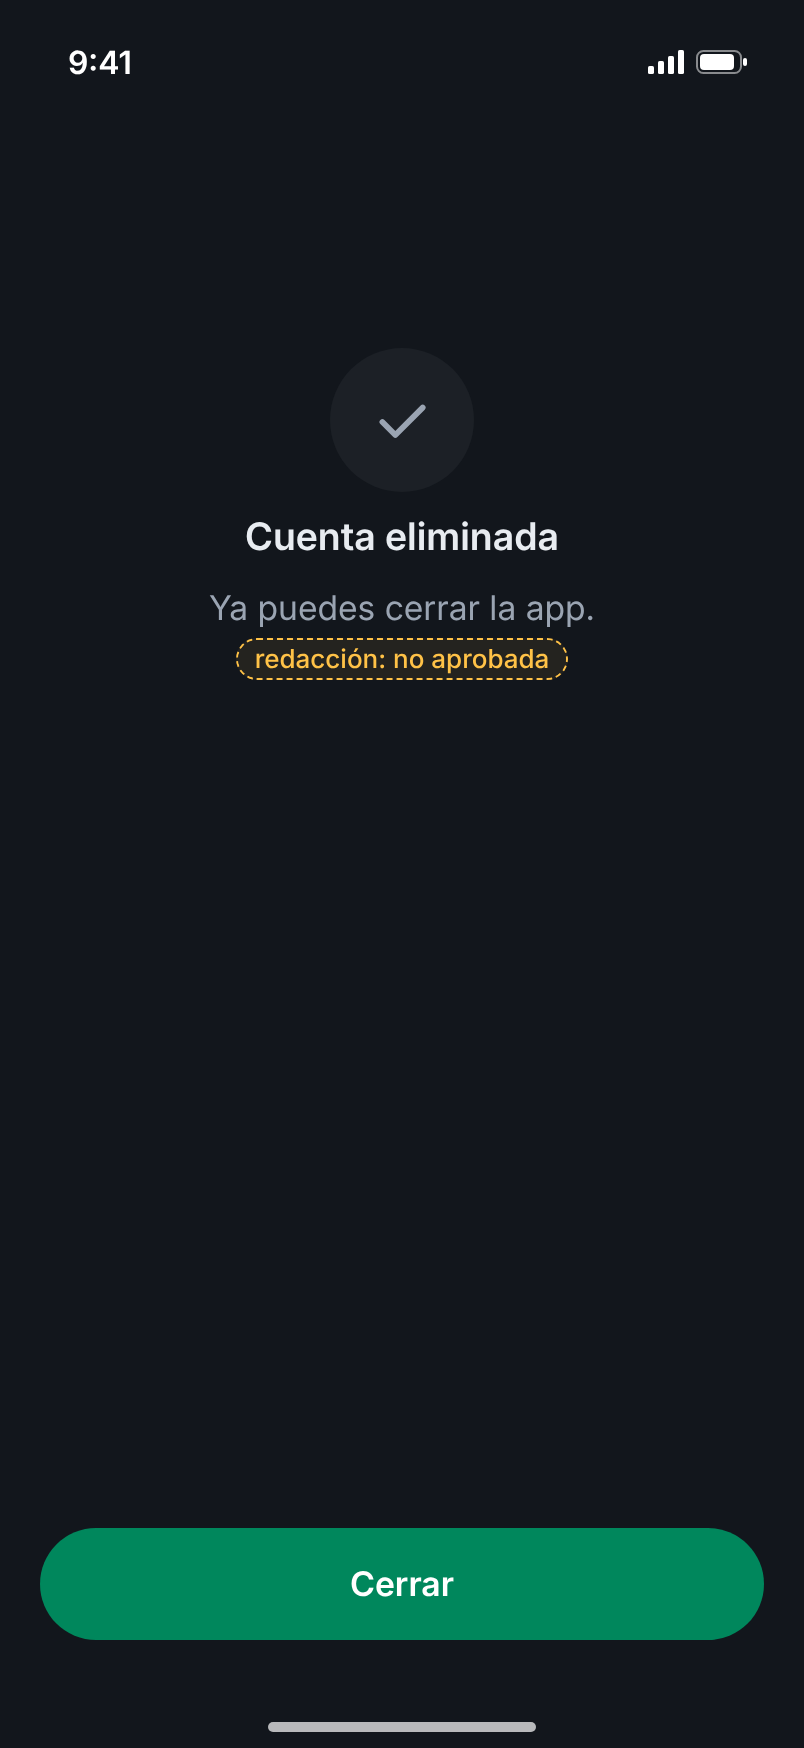 9:41
Cuenta eliminada
Ya puedes cerrar la app.
redacción: no aprobada
Cerrar